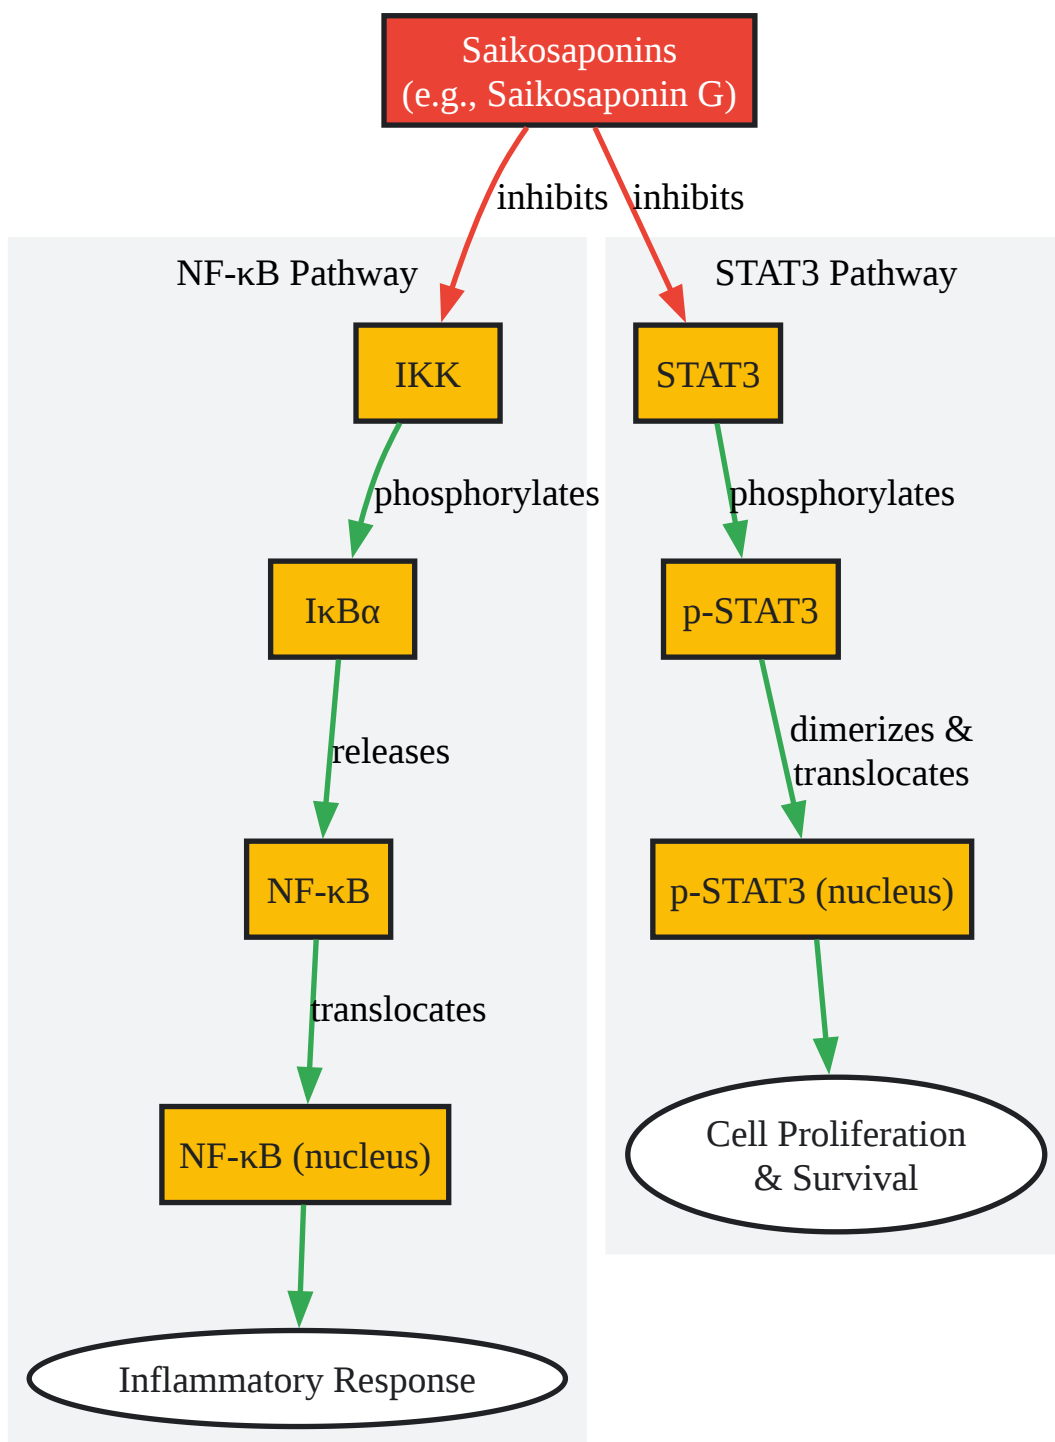 Saikosaponins
(e.g., Saikosaponin G)
inhibits
inhibits
NF-κB Pathway
STAT3 Pathway
IKK
STAT3
phosphorylates
phosphorylates
IκBα
p-STAT3
releases
dimerizes &
translocates
NF-κB
p-STAT3 (nucleus)
translocates
NF-κB (nucleus)
Cell Proliferation
& Survival
Inflammatory Response